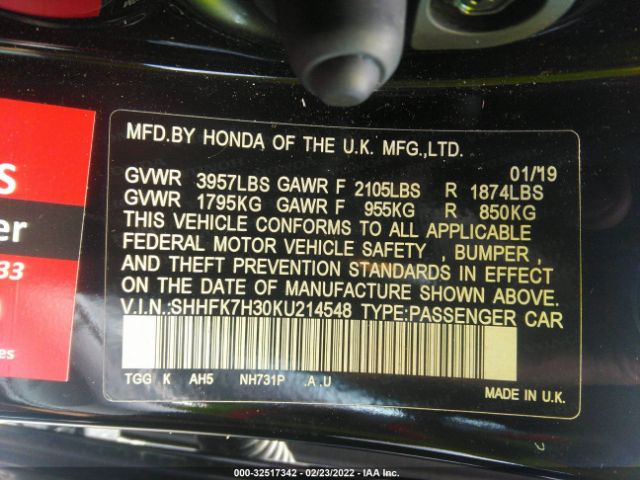 MFD.BY HONDA OF THE U.K. MFG.,LTD.
01/19
GVWR 3957LBS GAWR F 2105LBS R 1874LBS
GVWR 1795KG GAWR F 955KG R 850KG
THIS VEHICLE CONFORMS TO ALL APPLICABLE
FEDERAL MOTOR VEHICLE SAFETY , BUMPER ,
AND THEFT PREVENTION STANDARDS IN EFFECT
ON THE DATE OF MANUFACTURE SHOWN ABOVE.
V.I.N.:SHHFK7H30KU214548 TYPE:PASSENGER CAR
TGG K AH5 NH731P .A .U
MADE IN U.K.
S
er
33
es
000-32517342 - 02/23/2022 - IAA Inc.